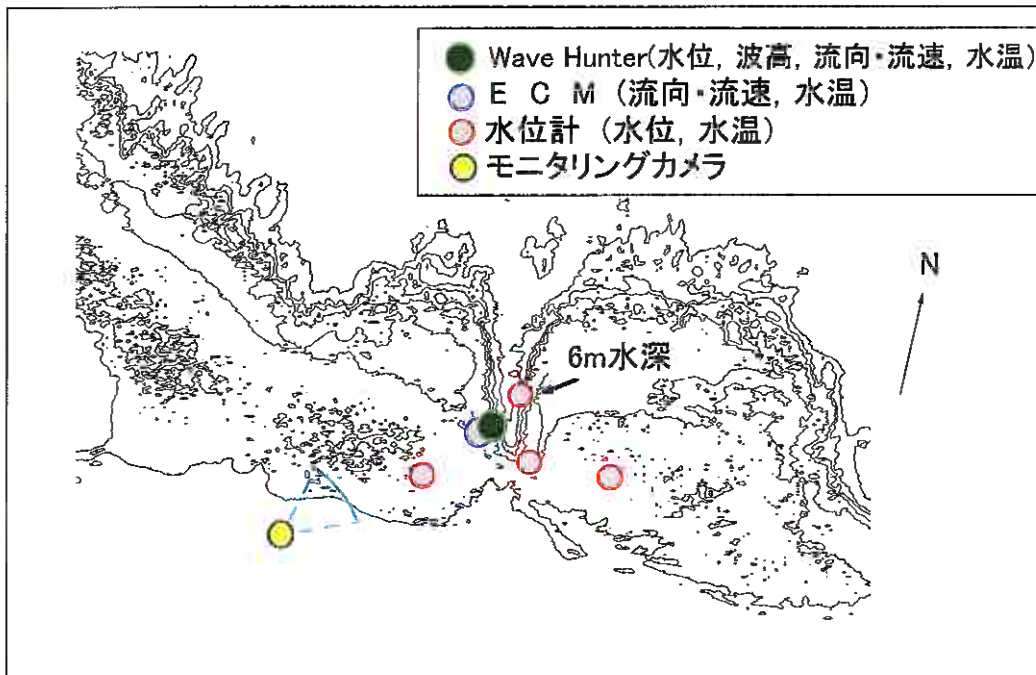 Wave Hunter(水位, 波高, 流向・流速, 水温)
E C M (流向・流速, 水温)
水位計 (水位, 水温)
モニタリングカメラ
N
6m水深